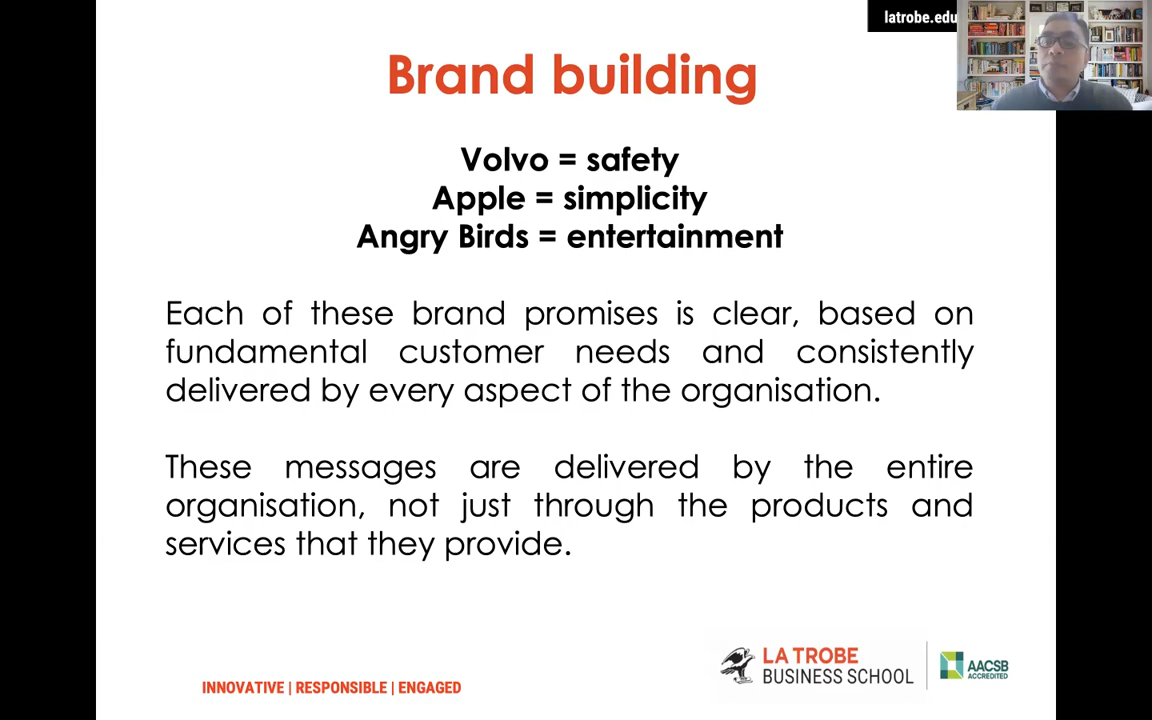 latrobe.edu
Brand building
Volvo = safety
Apple = simplicity
Angry Birds = entertainment
Each of these brand promises is clear, based on
fundamental customer needs and consistently
delivered by every aspect of the organisation.
These messages are delivered by the entire
organisation, not just through the products and
services that they provide.
INNOVATIVE | RESPONSIBLE | ENGAGED
LA TROBE
BUSINESS SCHOOL
AACSB
ACCREDITED